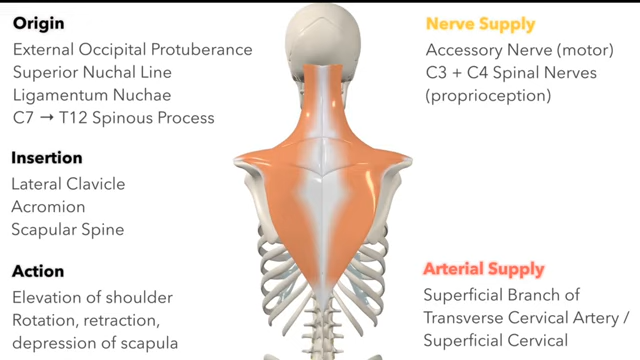 Origin
External Occipital Protuberance
Superior Nuchal Line
Ligamentum Nuchae
C7 → T12 Spinous Process
Insertion
Lateral Clavicle
Acromion
Scapular Spine
Action
Elevation of shoulder
Rotation, retraction,
depression of scapula
Nerve Supply
Accessory Nerve (motor)
C3 + C4 Spinal Nerves
(proprioception)
Arterial Supply
Superficial Branch of
Transverse Cervical Artery /
Superficial Cervical